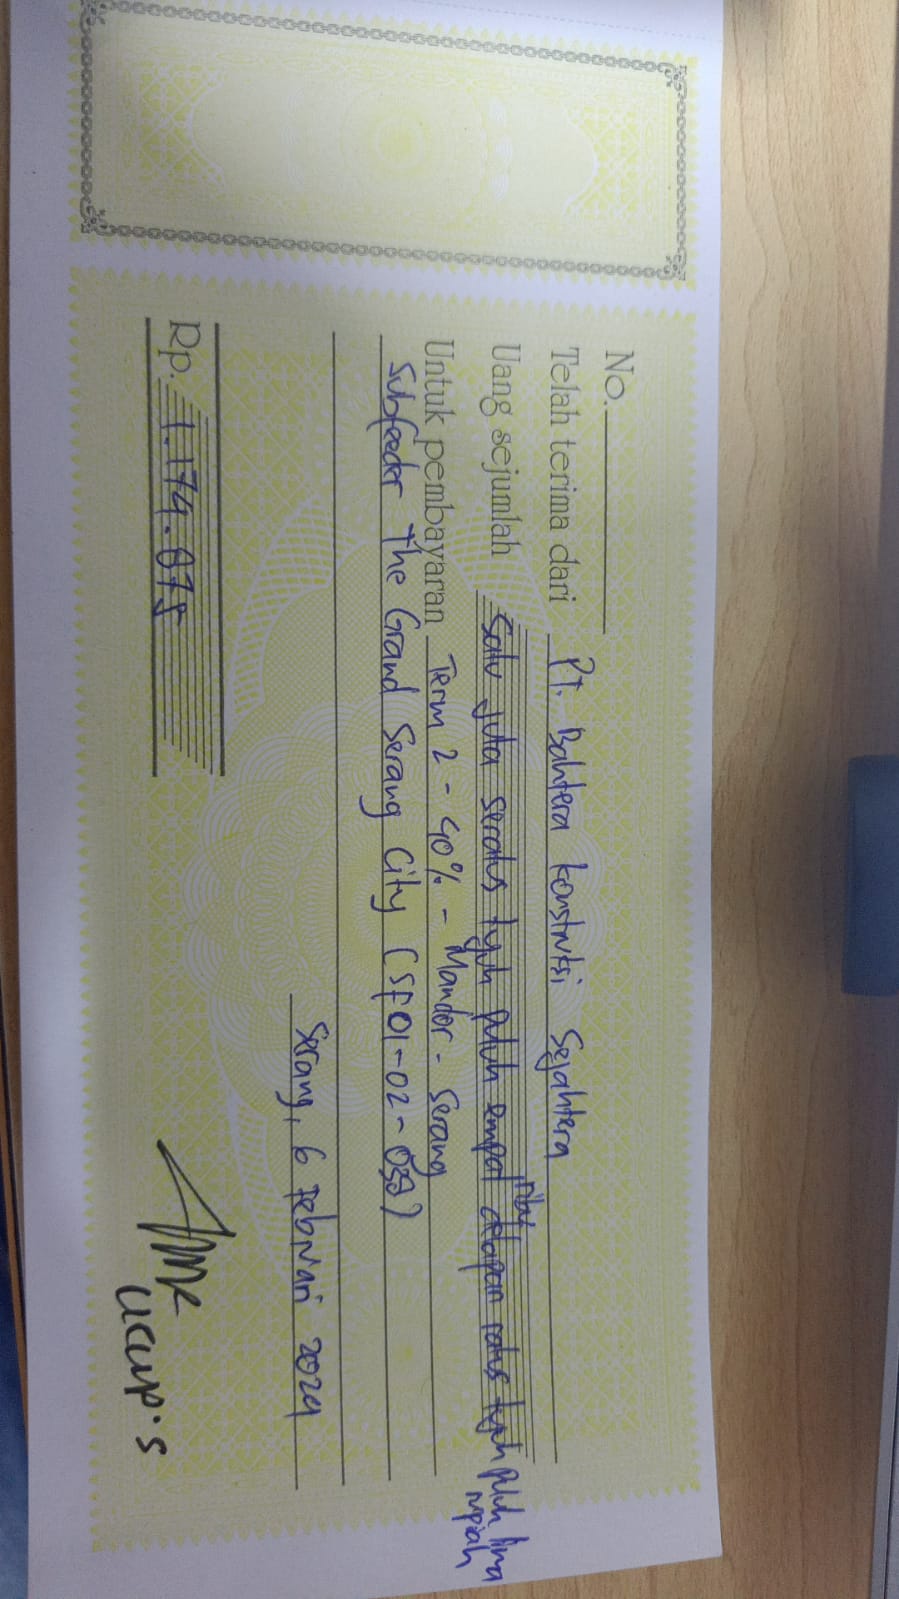 No.
Telah terima dari PT. Bahtera konstruksi Sejahtera
Uang sejumlah Satu juta seratus tujuh puluh empat ribu delapan ratus tujuh puluh lima rupiah
Untuk pembayaran Term 2 - 40% - Mandor - Serang
Subfeeder The Grand Serang City (SF01-02-)
Serang, 6 Februari 2024
Rp. 1.174.875
ucup.s